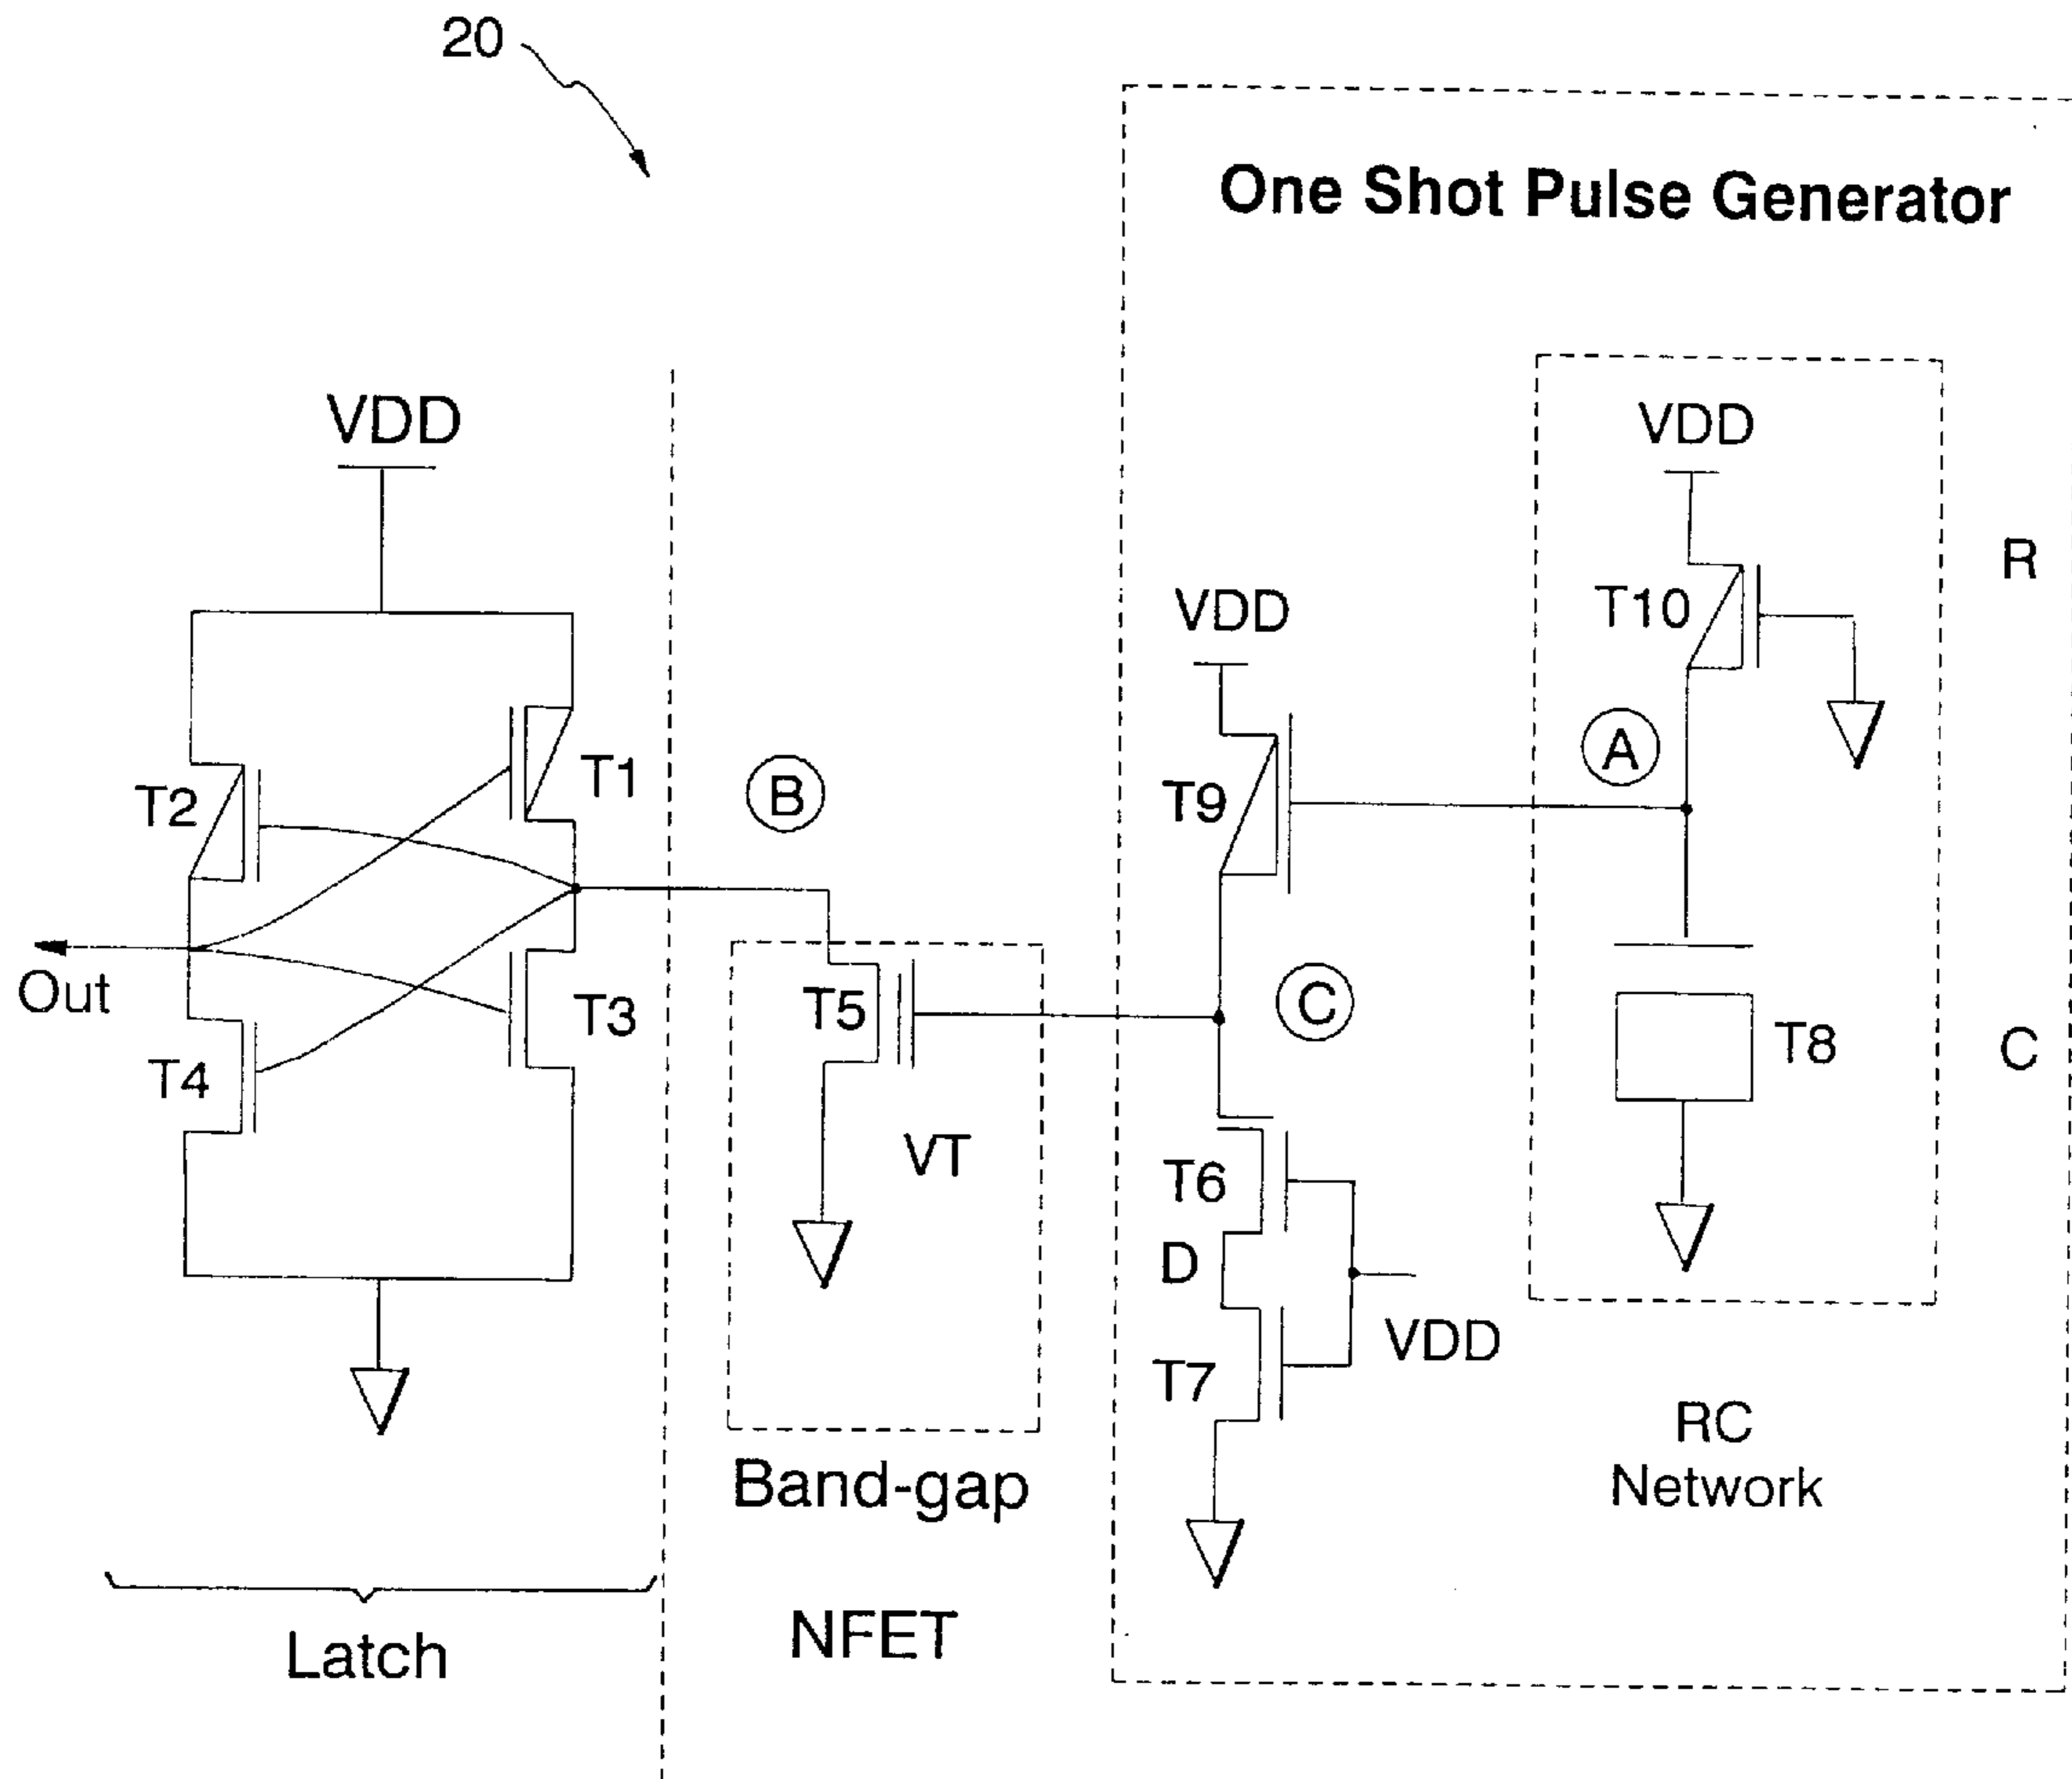 20
One Shot Pulse Generator
VDD
VDD
R
T10
VDD
A
T1
B
T9
T2
Out
T5
C
T3
T8
C
T4
VT
T6
D
VDD
T7
RC
Network
Band-gap
NFET
Latch